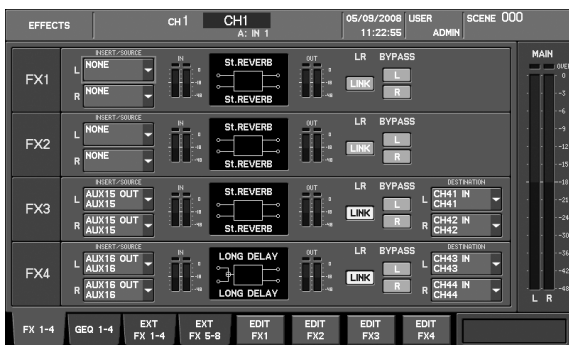 EFFECTS CH 1 CH1 A: IN 1 05/09/2008 11:22:55 USER ADMIN SCENE 000
MAIN
OVER
FX1
INSERT/SOURCE IN OUT LR BYPASS
L NONE St.REVERB LINK L
R NONE St.REVERB R
FX2
INSERT/SOURCE IN OUT LR BYPASS
L NONE St.REVERB LINK L
R NONE St.REVERB R
FX3
INSERT/SOURCE IN OUT LR BYPASS DESTINATION
L AUX15 OUT AUX15 St.REVERB LINK L L CH41 IN CH41
R AUX15 OUT AUX15 St.REVERB R R CH42 IN CH42
FX4
INSERT/SOURCE IN OUT LR BYPASS DESTINATION
L AUX16 OUT AUX16 LONG DELAY LINK L L CH43 IN CH43
R AUX16 OUT AUX16 LONG DELAY R R CH44 IN CH44
0
-3
-6
-9
-12
-15
-18
-21
-24
-30
-36
-42
-48
L R
FX 1-4 GEQ 1-4 EXT FX 1-4 EXT FX 5-8 EDIT FX1 EDIT FX2 EDIT FX3 EDIT FX4